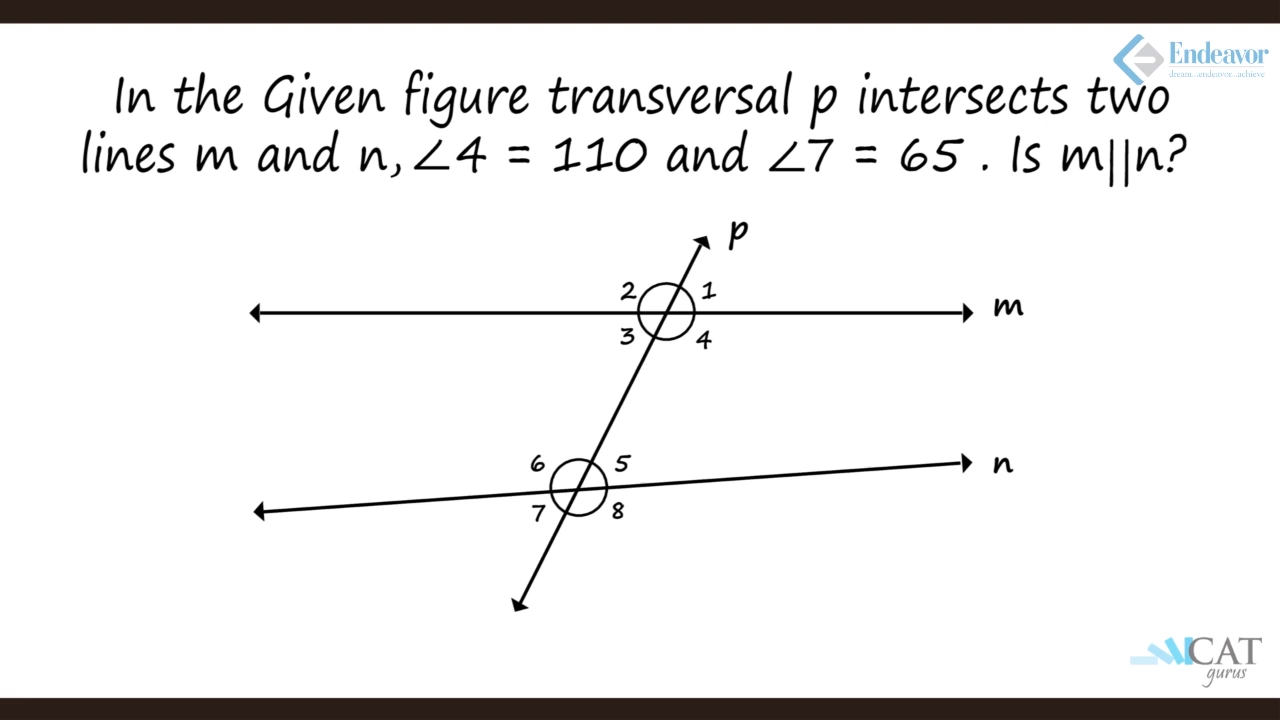 Endeavor
dream...endeavor...achieve
In the Given figure transversal p intersects two
lines m and n, ∠4 = 110 and ∠7 = 65 . Is m||n?
p
2 1
m
3 4
6 5
n
7 8
CAT
gurus